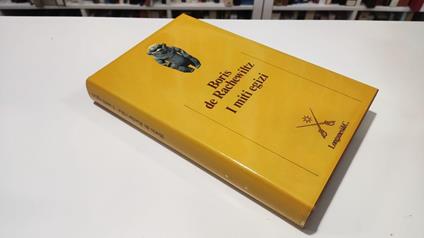 Boris
de Rachewiltz
I miti egizi
Longanesi & C.